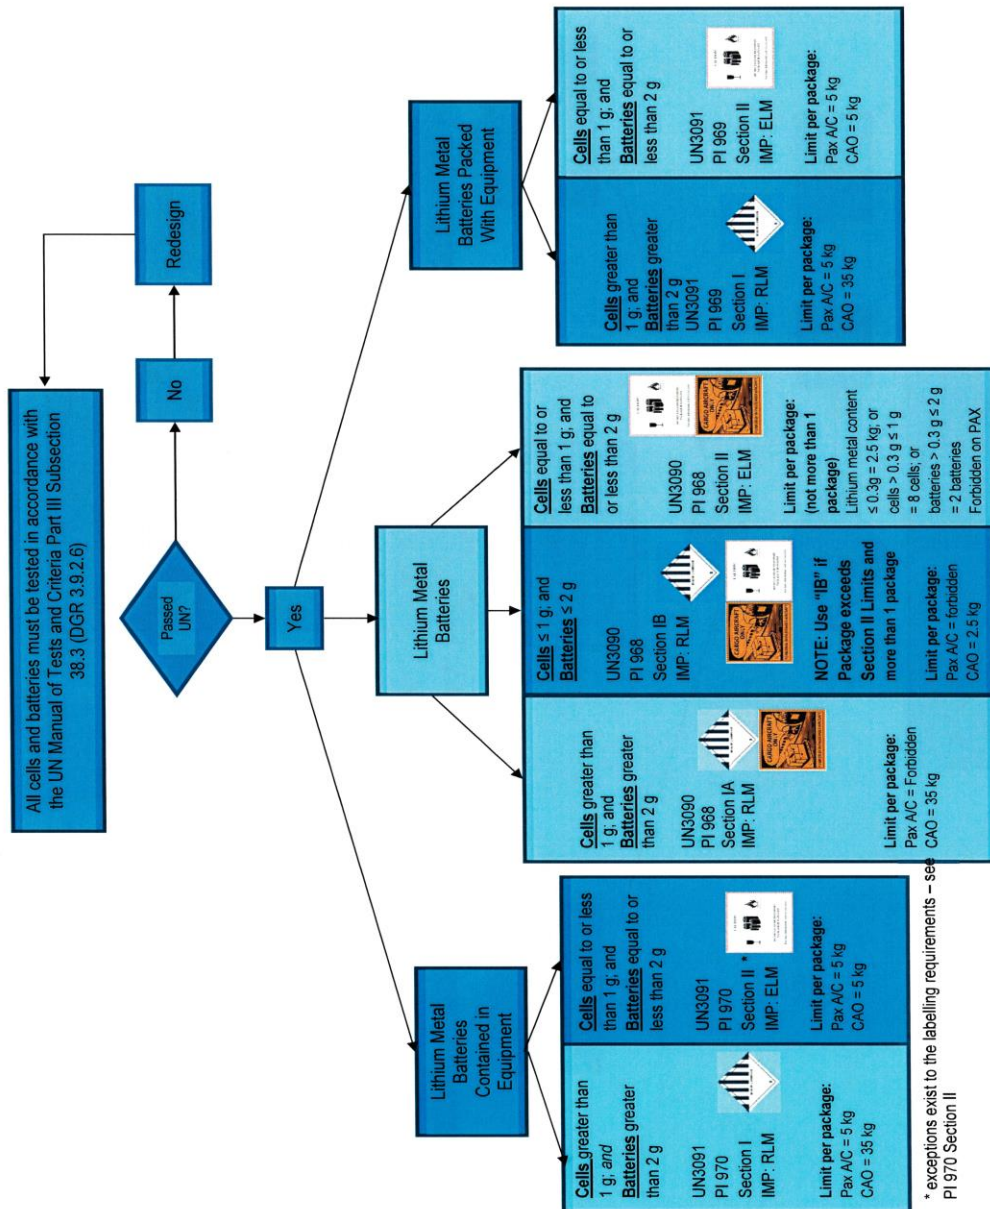 All cells and batteries must be tested in accordance with
the UN Manual of Tests and Criteria Part III Subsection
38.3 (DGR 3.9.2.6)
Passed
UN?
No
Redesign
Yes
Lithium Metal
Batteries
Contained in
Equipment
Lithium Metal
Batteries
Lithium Metal
Batteries Packed
With Equipment
Cells greater than
1 g; and
Batteries greater
than 2 g
UN3091
PI 970
Section I
IMP: RLM
Limit per package:
Pax A/C = 5 kg
CAO = 35 kg
Cells equal to or less
than 1 g; and
Batteries equal to or
less than 2 g
UN3091
PI 970
Section II *
IMP: ELM
Limit per package:
Pax A/C = 5 kg
CAO = 5 kg
Cells greater than
1 g; and
Batteries greater
than 2 g
UN3090
PI 968
Section IA
IMP: RLM
CARGO AIRCRAFT
ONLY
Limit per package:
Pax A/C = Forbidden
CAO = 35 kg
Cells ≤ 1 g; and
Batteries ≤ 2 g
UN3090
PI 968
Section IB
IMP: RLM
CARGO AIRCRAFT
ONLY
NOTE: Use "IB" if
Package exceeds
Section II Limits and
more than 1 package
Limit per package:
Pax A/C = forbidden
CAO = 2.5 kg
Cells equal to or
less than 1 g; and
Batteries equal to
or less than 2 g
UN3090
PI 968
Section II
IMP: ELM
CARGO AIRCRAFT
ONLY
Limit per package:
(not more than 1
package)
Lithium metal content
≤ 0.3g = 2.5 kg; or
cells > 0.3 g ≤ 1 g
= 8 cells; or
batteries > 0.3 g ≤ 2 g
= 2 batteries
Forbidden on PAX
Cells greater than
1 g; and
Batteries greater
than 2 g
UN3091
PI 969
Section I
IMP: RLM
Limit per package:
Pax A/C = 5 kg
CAO = 35 kg
Cells equal to or less
than 1 g; and
Batteries equal to or
less than 2 g
UN3091
PI 969
Section II
IMP: ELM
Limit per package:
Pax A/C = 5 kg
CAO = 5 kg
* exceptions exist to the labelling requirements – see
PI 970 Section II